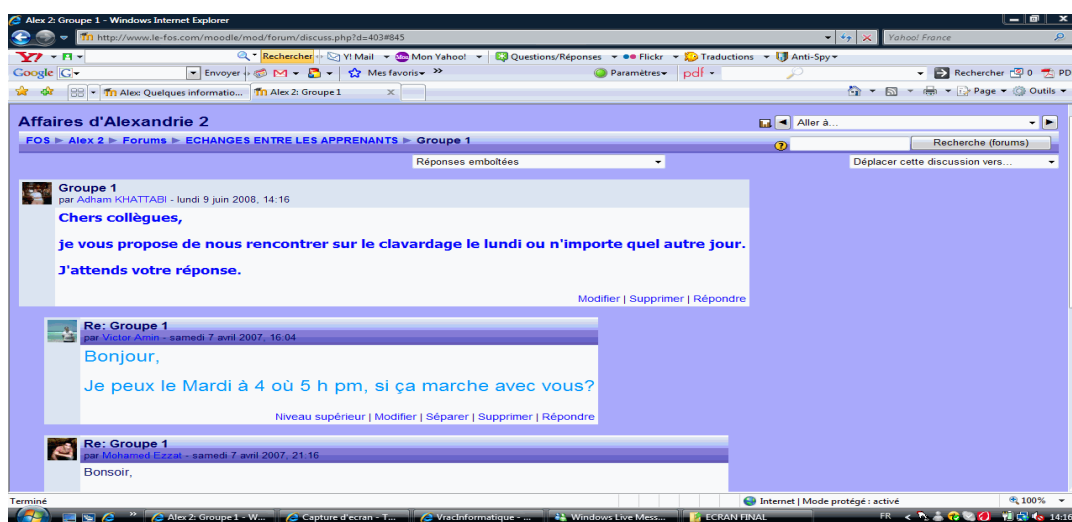 Alex 2: Groupe 1 - Windows Internet Explorer
http://www.le-fos.com/moodle/mod/forum/discuss.php?d=403#845
Yahoo! France
Rechercher Y! Mail Mon Yahoo! Questions/Réponses Flickr Traductions Anti-Spy
Google G Envoyer Mes favoris » Paramètres pdf Rechercher 0 PD
Alex: Quelques informatio... Alex 2: Groupe 1 x Page Outils
Affaires d'Alexandrie 2
Aller à...
FOS ► Alex 2 ► Forums ► ECHANGES ENTRE LES APPRENANTS ► Groupe 1
Recherche (forums)
Réponses emboîtées
Déplacer cette discussion vers...
Groupe 1
par Adham KHATTABI - lundi 9 juin 2008, 14:16
Chers collègues,
je vous propose de nous rencontrer sur le clavardage le lundi ou n'importe quel autre jour.
J'attends votre réponse.
Modifier | Supprimer | Répondre
Re: Groupe 1
par Victor Amin - samedi 7 avril 2007, 16:04
Bonjour,
Je peux le Mardi à 4 où 5 h pm, si ça marche avec vous?
Niveau supérieur | Modifier | Séparer | Supprimer | Répondre
Re: Groupe 1
par Mohamed Ezzat - samedi 7 avril 2007, 21:16
Bonsoir,
Terminé
Internet | Mode protégé : activé
100%
Alex 2: Groupe 1 - W... Capture d'ecran - T... VracInformatique - ... Windows Live Mess... ECRAN FINAL FR 14:16